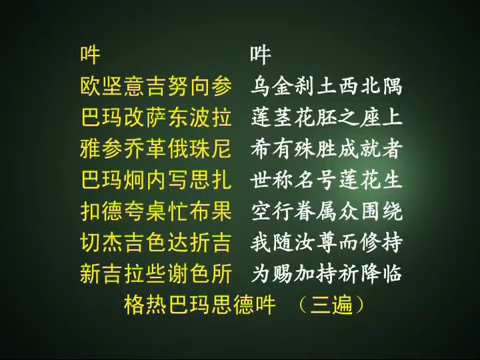 吽 吽
欧坚意吉努向参 乌金刹土西北隅
巴玛改萨东波拉 莲茎花胚之座上
雅参乔革俄珠尼 希有殊胜成就者
巴玛炯内写思扎 世称名号莲花生
扣德夸桌忙布果 空行眷属众围绕
切杰吉色达折吉 我随汝尊而修持
新吉拉些谢色所 为赐加持祈降临
格热巴玛思德吽 （三遍）